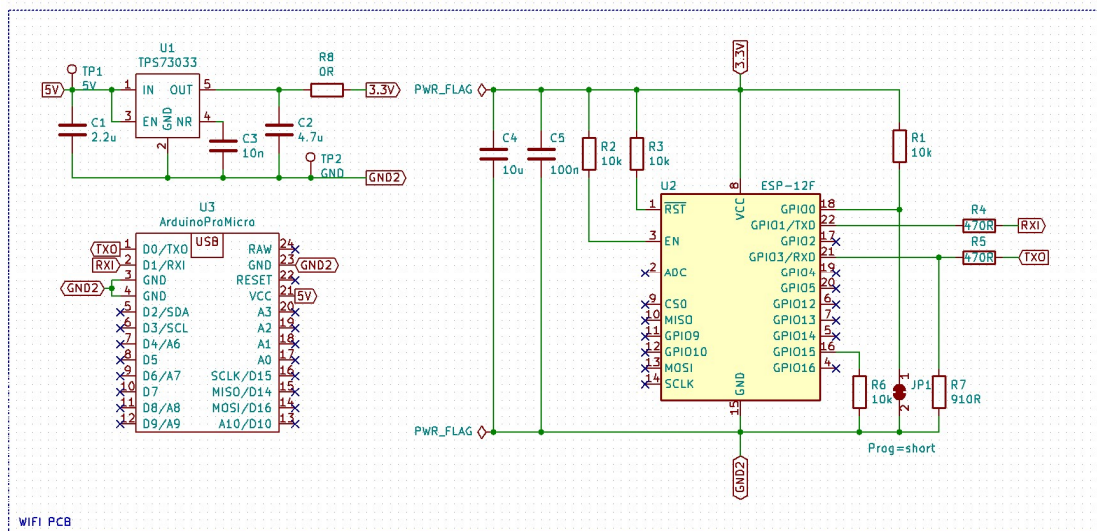 U1
TPS73033
TP1
5V
5V
1
IN
OUT
5
3
EN
GND
NR
4
2
R8
0R
3.3V
C1
2.2u
C3
10n
C2
4.7u
TP2
GND
GND2
U3
ArduinoProMicro
USB
TXO
1
D0/TXO
RAW
24
RXI
2
D1/RXI
GND
23
GND2
GND2
3
GND
RESET
22
4
GND
VCC
21
5V
5
D2/SDA
A3
20
6
D3/SCL
A2
19
7
D4/A6
A1
18
8
D5
A0
17
9
D6/A7
SCLK/D15
16
10
D7
MISO/D14
15
11
D8/A8
MOSI/D16
14
12
D9/A9
A10/D10
13
3.3V
PWR_FLAG
C4
10u
C5
100n
R2
10k
R3
10k
R1
10k
U2
ESP-12F
8
VCC
1
RST
GPIO0
18
GPIO1/TXD
22
R4
470R
RXI
3
EN
GPIO2
17
GPIO3/RXD
21
R5
470R
TXO
2
ADC
GPIO4
19
GPIO5
20
9
CS0
GPIO12
6
10
MISO
GPIO13
7
11
GPIO9
GPIO14
5
12
GPIO10
GPIO15
16
13
MOSI
GPIO16
4
14
SCLK
GND
15
R6
10k
1
JP1
2
R7
910R
PWR_FLAG
Prog=short
GND2
WIFI PCB